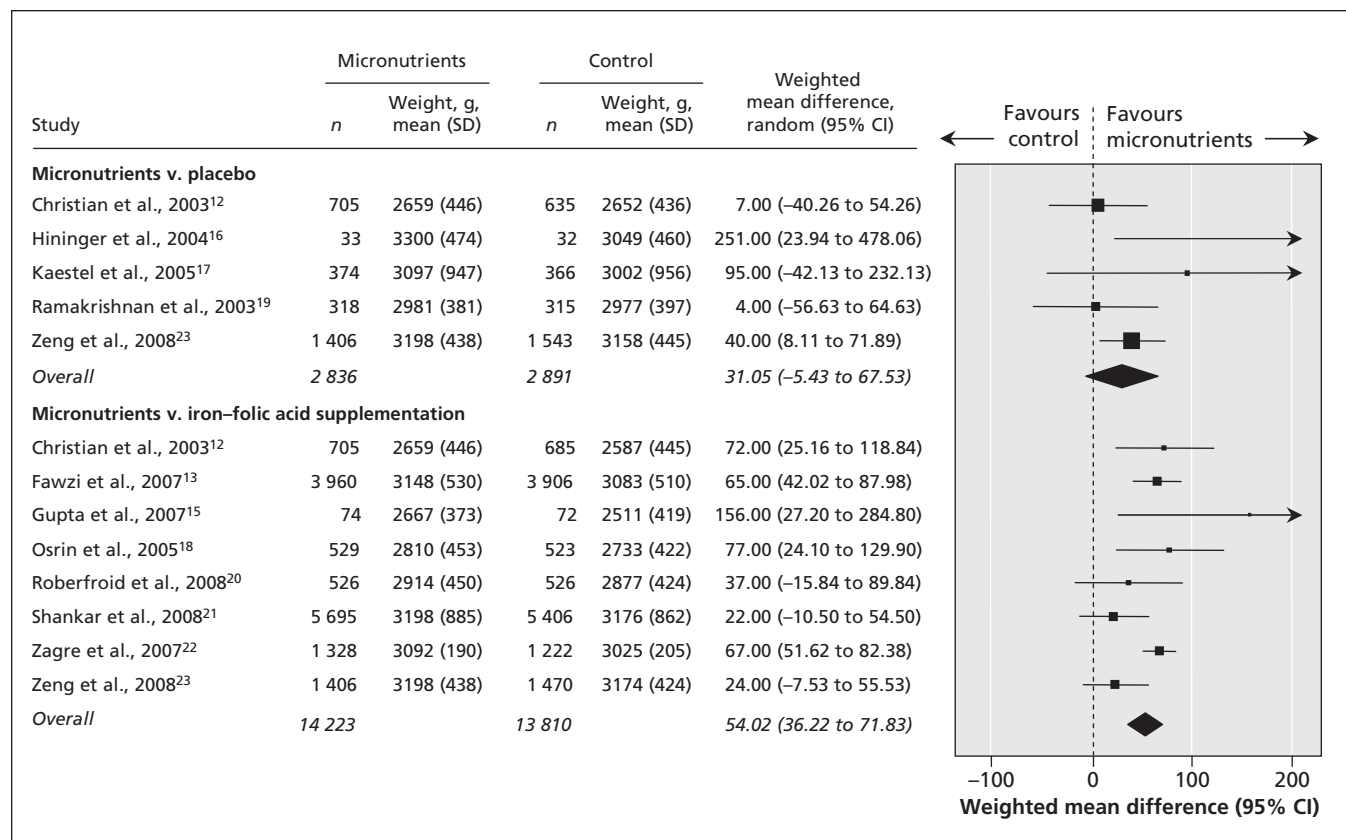 Micronutrients Control
Weighted
mean difference,
random (95% CI)
Study n Weight, g,
mean (SD) n Weight, g,
mean (SD)
Favours
control
Favours
micronutrients
Micronutrients v. placebo
Christian et al., 2003¹² 705 2659 (446) 635 2652 (436) 7.00 (–40.26 to 54.26)
Hininger et al., 2004¹⁶ 33 3300 (474) 32 3049 (460) 251.00 (23.94 to 478.06)
Kaestel et al., 2005¹⁷ 374 3097 (947) 366 3002 (956) 95.00 (–42.13 to 232.13)
Ramakrishnan et al., 2003¹⁹ 318 2981 (381) 315 2977 (397) 4.00 (–56.63 to 64.63)
Zeng et al., 2008²³ 1 406 3198 (438) 1 543 3158 (445) 40.00 (8.11 to 71.89)
Overall 2 836 2 891 31.05 (–5.43 to 67.53)
Micronutrients v. iron–folic acid supplementation
Christian et al., 2003¹² 705 2659 (446) 685 2587 (445) 72.00 (25.16 to 118.84)
Fawzi et al., 2007¹³ 3 960 3148 (530) 3 906 3083 (510) 65.00 (42.02 to 87.98)
Gupta et al., 2007¹⁵ 74 2667 (373) 72 2511 (419) 156.00 (27.20 to 284.80)
Osrin et al., 2005¹⁸ 529 2810 (453) 523 2733 (422) 77.00 (24.10 to 129.90)
Roberfroid et al., 2008²⁰ 526 2914 (450) 526 2877 (424) 37.00 (–15.84 to 89.84)
Shankar et al., 2008²¹ 5 695 3198 (885) 5 406 3176 (862) 22.00 (–10.50 to 54.50)
Zagre et al., 2007²² 1 328 3092 (190) 1 222 3025 (205) 67.00 (51.62 to 82.38)
Zeng et al., 2008²³ 1 406 3198 (438) 1 470 3174 (424) 24.00 (–7.53 to 55.53)
Overall 14 223 13 810 54.02 (36.22 to 71.83)
–100 0 100 200
Weighted mean difference (95% CI)